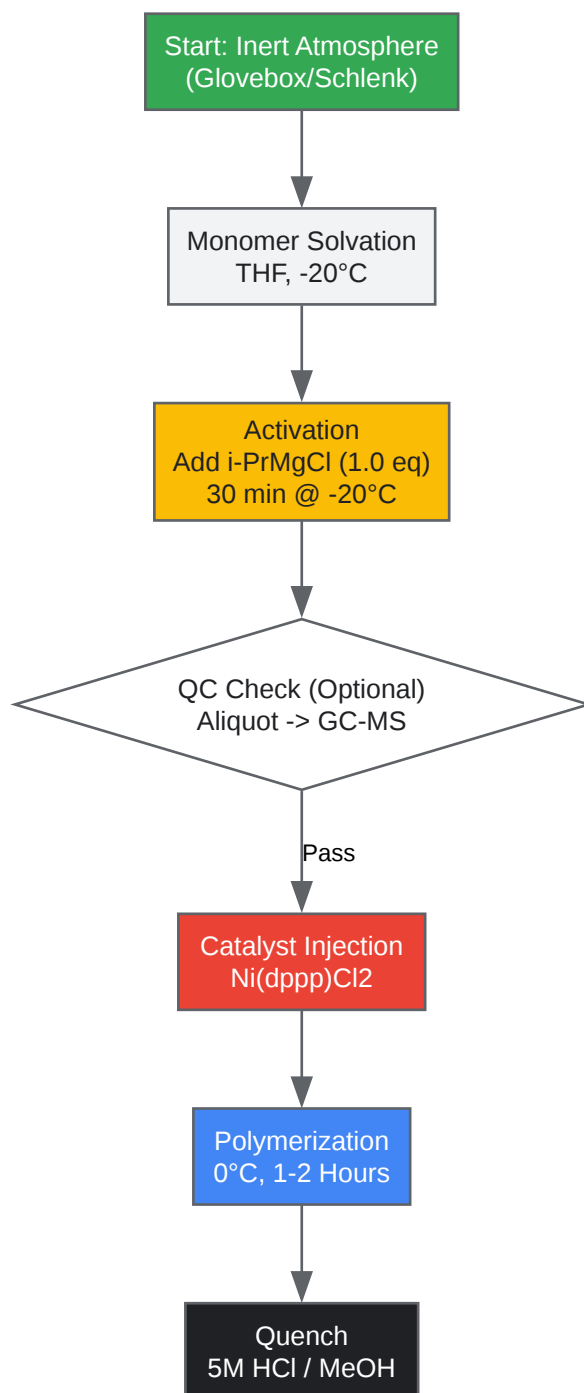 Start: Inert Atmosphere
(Glovebox/Schlenk)
Monomer Solvation
THF, -20°C
Activation
Add i-PrMgCl (1.0 eq)
30 min @ -20°C
QC Check (Optional)
Aliquot -> GC-MS
Pass
Catalyst Injection
Ni(dppp)Cl2
Polymerization
0°C, 1-2 Hours
Quench
5M HCl / MeOH